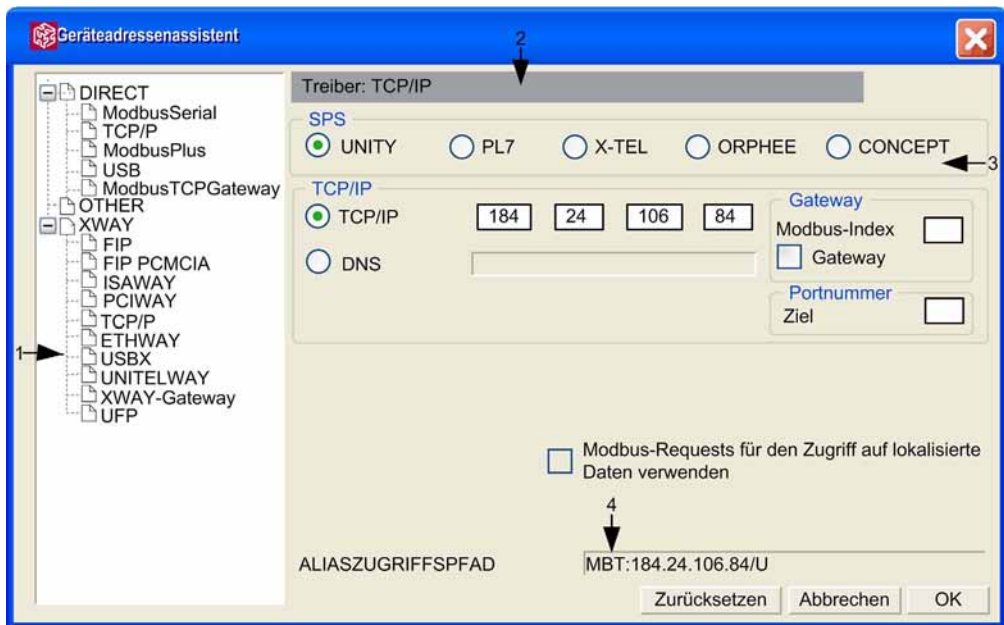 Geräteadressenassistent
2
DIRECT
ModbusSerial
TCP/P
ModbusPlus
USB
ModbusTCPGateway
OTHER
XWAY
FIP
FIP PCMCIA
ISAWAY
PCIWAY
TCP/P
ETHWAY
1
USBX
UNITELWAY
XWAY-Gateway
UFP
Treiber: TCP/IP
SPS
UNITY PL7 X-TEL ORPHEE CONCEPT
3
TCP/IP
TCP/IP 184 24 106 84
DNS
Gateway
Modbus-Index
Gateway
Portnummer
Ziel
Modbus-Requests für den Zugriff auf lokalisierte
Daten verwenden
4
ALIASZUGRIFFSPFAD MBT:184.24.106.84/U
Zurücksetzen Abbrechen OK